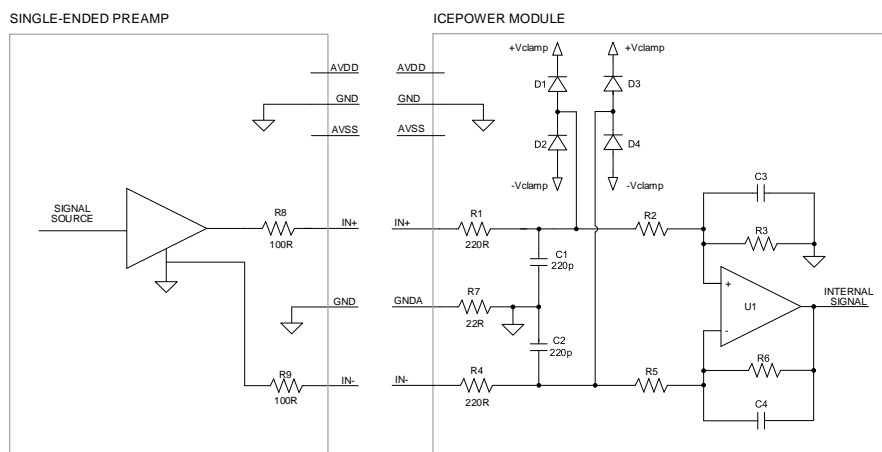 SINGLE-ENDED PREAMP
ICEPOWER MODULE
AVDD
GND
AVSS
AVDD
GND
AVSS
+Vclamp
+Vclamp
D1
D3
D2
D4
-Vclamp
-Vclamp
C3
SIGNAL
SOURCE
R8
100R
IN+
IN+
R1
220R
R2
R3
C1
220p
GND
GNDA
R7
22R
+
U1
-
INTERNAL
SIGNAL
C2
220p
R9
100R
IN-
IN-
R4
220R
R5
R6
C4